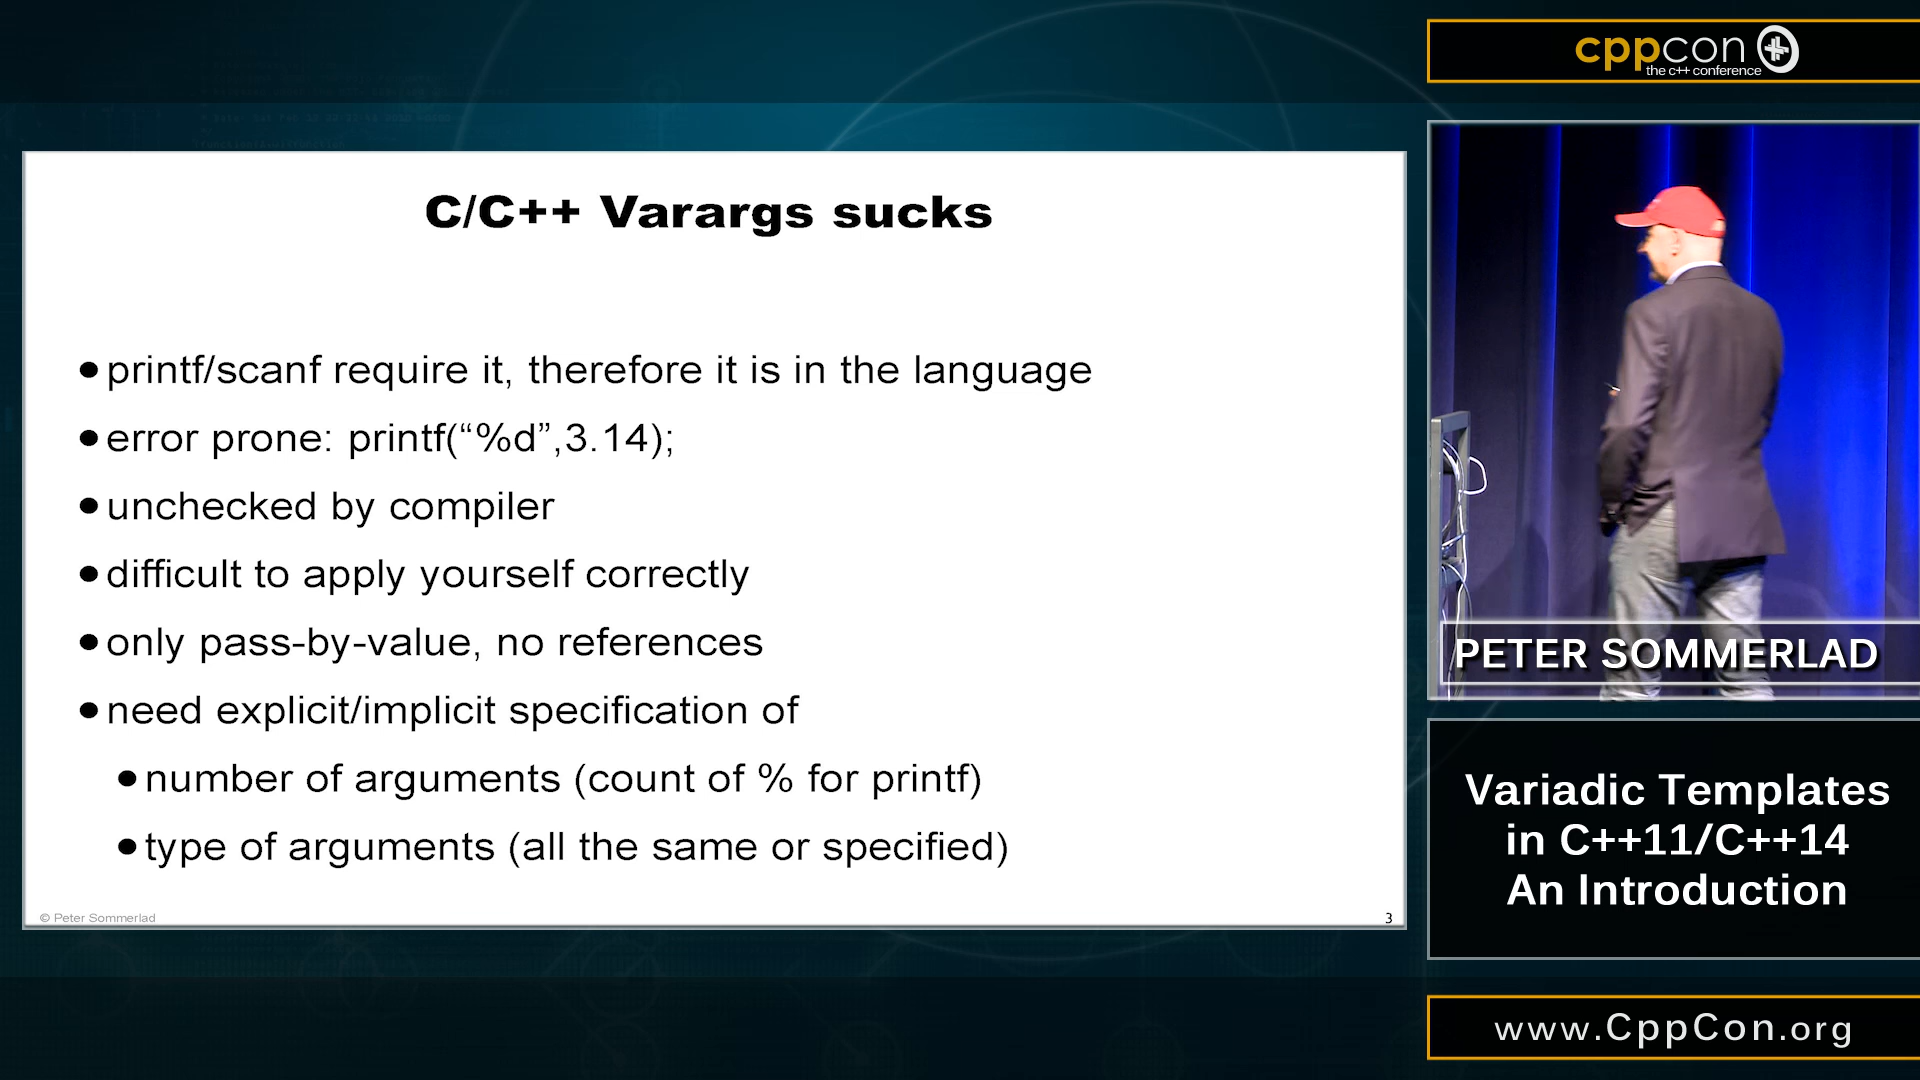 cppcon
the c++ conference
C/C++ Varargs sucks
●printf/scanf require it, therefore it is in the language
●error prone: printf(“%d”,3.14);
●unchecked by compiler
●difficult to apply yourself correctly
●only pass-by-value, no references
●need explicit/implicit specification of
●number of arguments (count of % for printf)
●type of arguments (all the same or specified)
© Peter Sommerlad
3
PETER SOMMERLAD
Variadic Templates
in C++11/C++14
An Introduction
www.CppCon.org